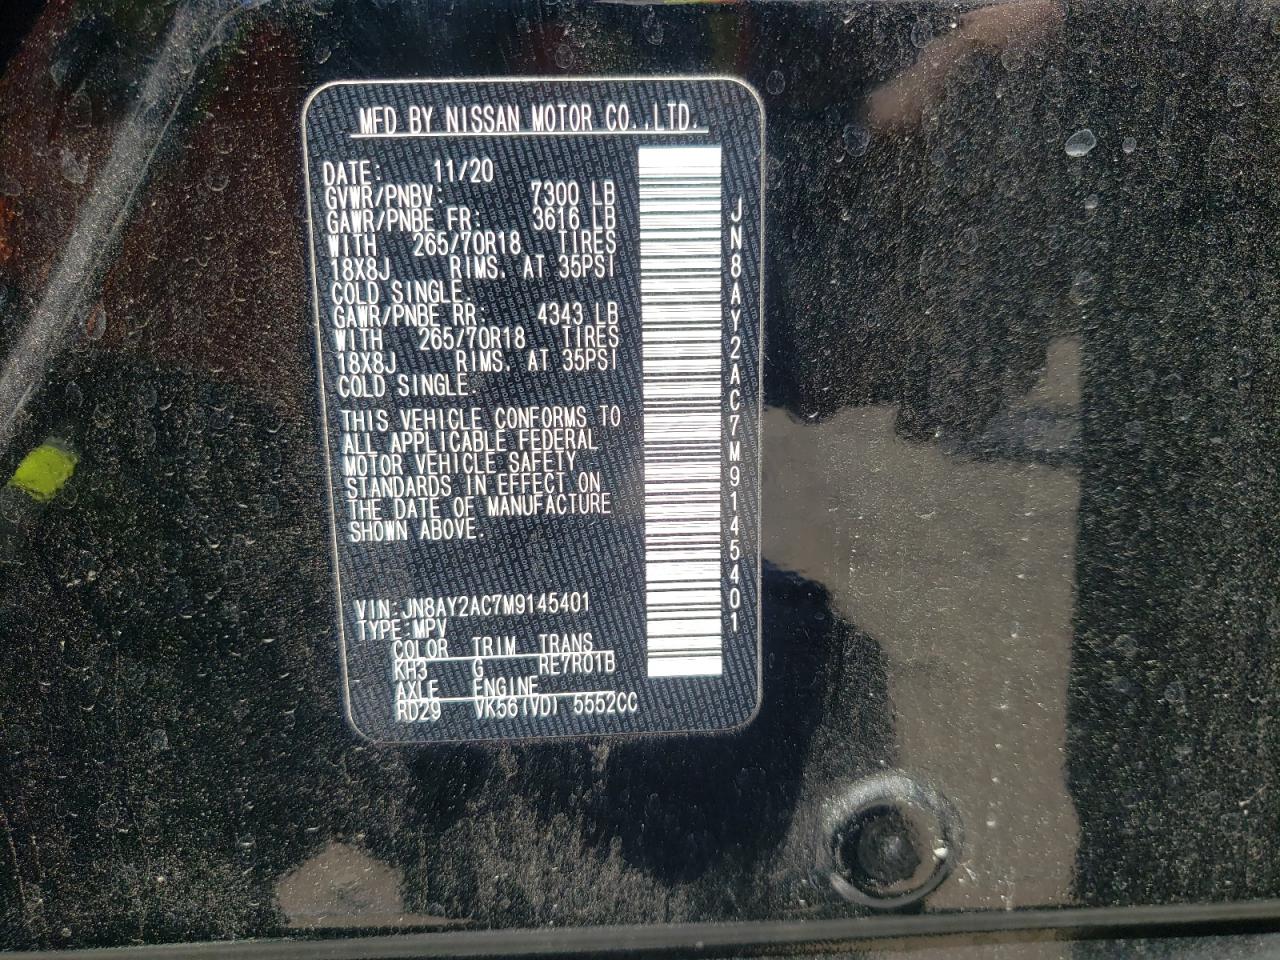 MFD BY NISSAN MOTOR CO.,LTD.
DATE: 11/20
GVWR/PNBV: 7300 LB
GAWR/PNBE FR: 3616 LB
WITH 265/70R18 TIRES
18X8J RIMS. AT 35PSI
COLD SINGLE.
GAWR/PNBE RR: 4343 LB
WITH 265/70R18 TIRES
18X8J RIMS. AT 35PSI
COLD SINGLE.
THIS VEHICLE CONFORMS TO
ALL APPLICABLE FEDERAL
MOTOR VEHICLE SAFETY
STANDARDS IN EFFECT ON
THE DATE OF MANUFACTURE
SHOWN ABOVE.
VIN:JN8AY2AC7M9145401
TYPE:MPV
COLOR TRIM TRANS
KH3 G RE7R01B
AXLE ENGINE
RD29 VK56(VD) 5552CC
JN8AY2AC7M9145401